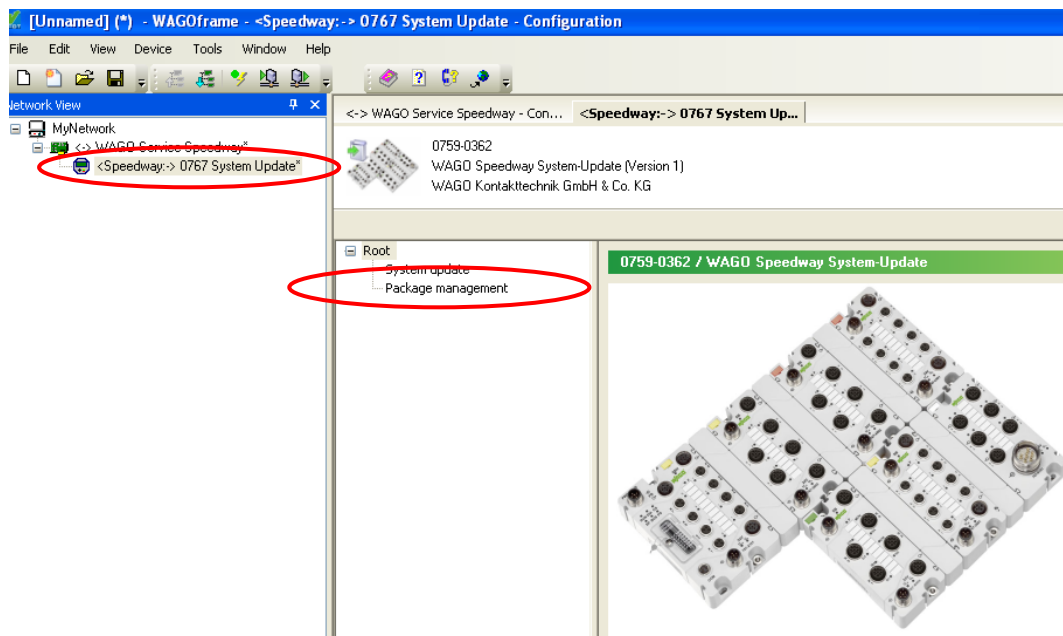 [Unnamed] (*) - WAGOframe - <Speedway:-> 0767 System Update - Configuration
File Edit View Device Tools Window Help
Network View
<-> WAGO Service Speedway - Con... <Speedway:-> 0767 System Up...
MyNetwork
<-> WAGO Service Speedway*
<Speedway:-> 0767 System Update*
0759-0362
WAGO Speedway System-Update (Version 1)
WAGO Kontakttechnik GmbH & Co. KG
Root
System update
Package management
0759-0362 / WAGO Speedway System-Update